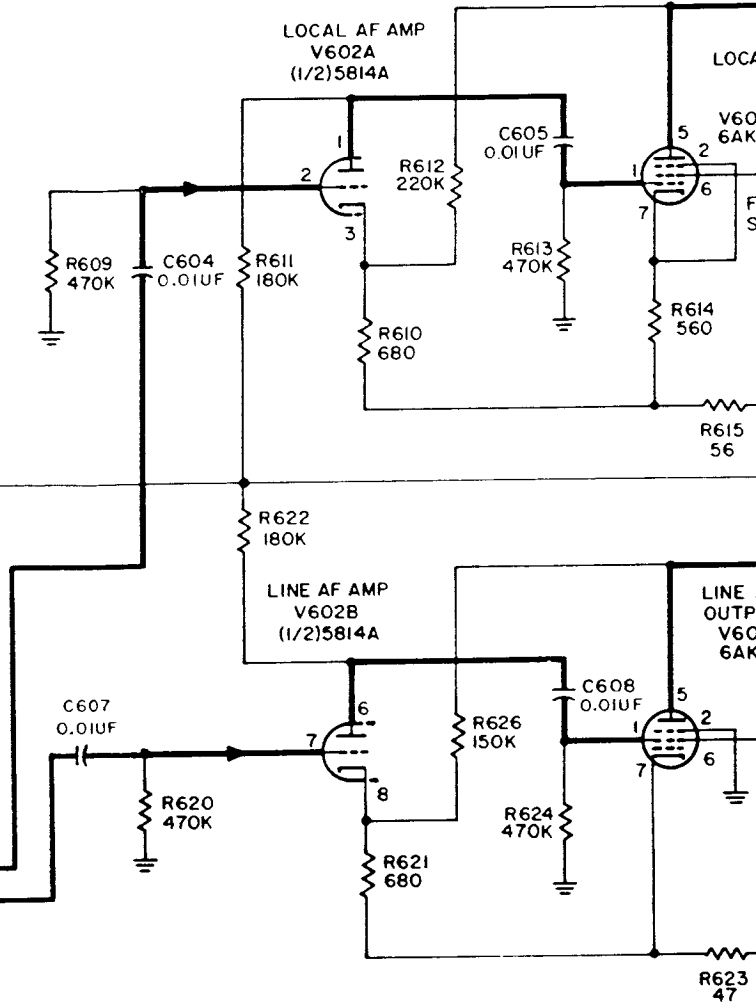 LOCAL AF AMP
V602A
(1/2)5814A
LOCA
V60
6AK
1
2
3
C605
0.01UF
R612
220K
5
2
1
6
7
F
S
R609
470K
C604
0.01UF
R611
180K
R613
470K
R610
680
R614
560
R615
56
R622
180K
LINE AF AMP
V602B
(1/2)5814A
LINE
OUTP
V60
6AK
C607
0.01UF
6
7
8
C608
0.01UF
R626
150K
5
2
1
6
7
R620
470K
R624
470K
R621
680
R623
47